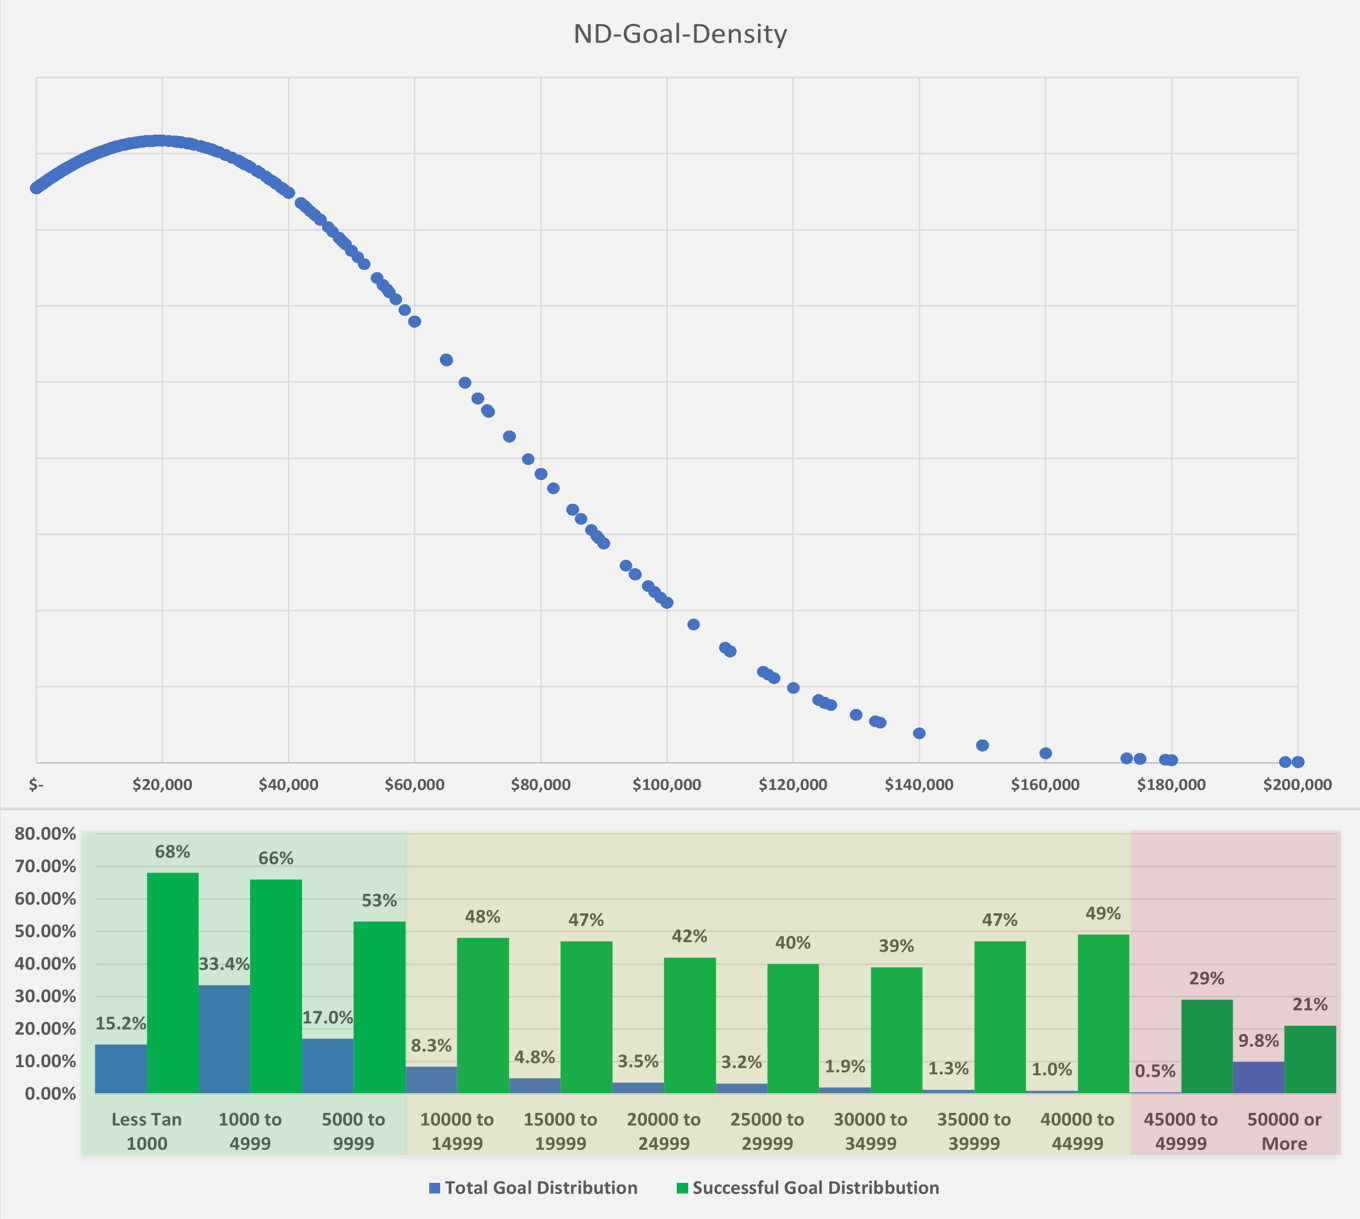 ND-Goal-Density
$- $20,000 $40,000 $60,000 $80,000 $100,000 $120,000 $140,000 $160,000 $180,000 $200,000
80.00%
70.00%
60.00%
50.00%
40.00%
30.00%
20.00%
10.00%
0.00%
68% 66% 53% 48% 47% 42% 40% 39% 47% 49% 29% 21%
15.2% 33.4% 17.0% 8.3% 4.8% 3.5% 3.2% 1.9% 1.3% 1.0% 0.5% 9.8%
Less Tan 1000 to 5000 to 10000 to 15000 to 20000 to 25000 to 30000 to 35000 to 40000 to 45000 to 50000 or
1000 4999 9999 14999 19999 24999 29999 34999 39999 44999 49999 More
Total Goal Distribution Successful Goal Distribbution